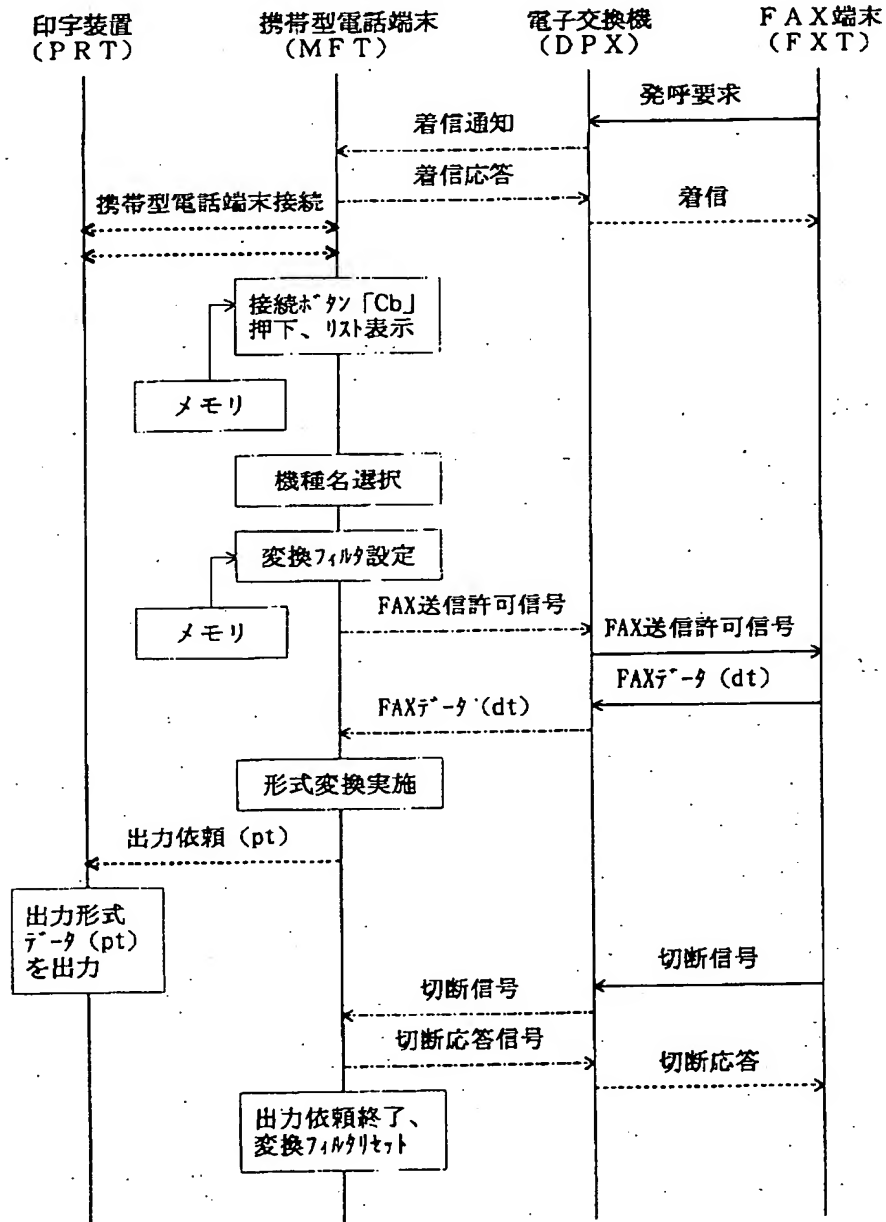 印字装置
(PRT)
携帯型電話端末
(MFT)
電子交換機
(DPX)
FAX端末
(FXT)
発呼要求
着信通知
着信応答
着信
携帯型電話端末接続
接続ボタン「Cb」
押下、リスト表示
メモリ
機種名選択
変換フィルタ設定
メモリ
FAX送信許可信号
FAX送信許可信号
FAXデータ(dt)
FAXデータ(dt)
形式変換実施
出力依頼(pt)
出力形式
データ(pt)
を出力
切断信号
切断信号
切断応答信号
切断応答
出力依頼終了、
変換フィルタリセット